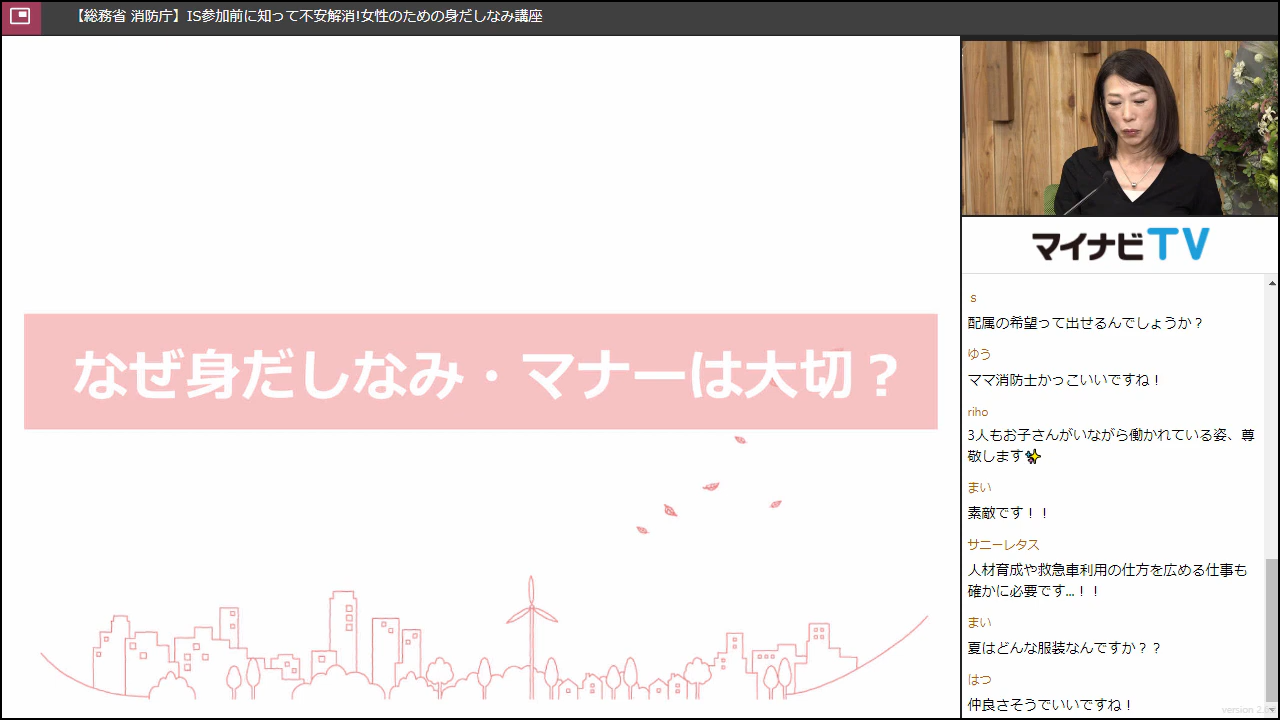 【総務省 消防庁】IS参加前に知って不安解消!女性のための身だしなみ講座
なぜ身だしなみ・マナーは大切？
マイナビTV
s
配属の希望って出せるんでしょうか？
ゆう
ママ消防士かっこいいですね！
riho
3人もお子さんがいながら働かれている姿、尊
敬します✨
まい
素敵です！！
サニーレタス
人材育成や救急車利用の仕方を広める仕事も
確かに必要です...！！
まい
夏はどんな服装なんですか？？
はつ
仲良さそうでいいですね！
version